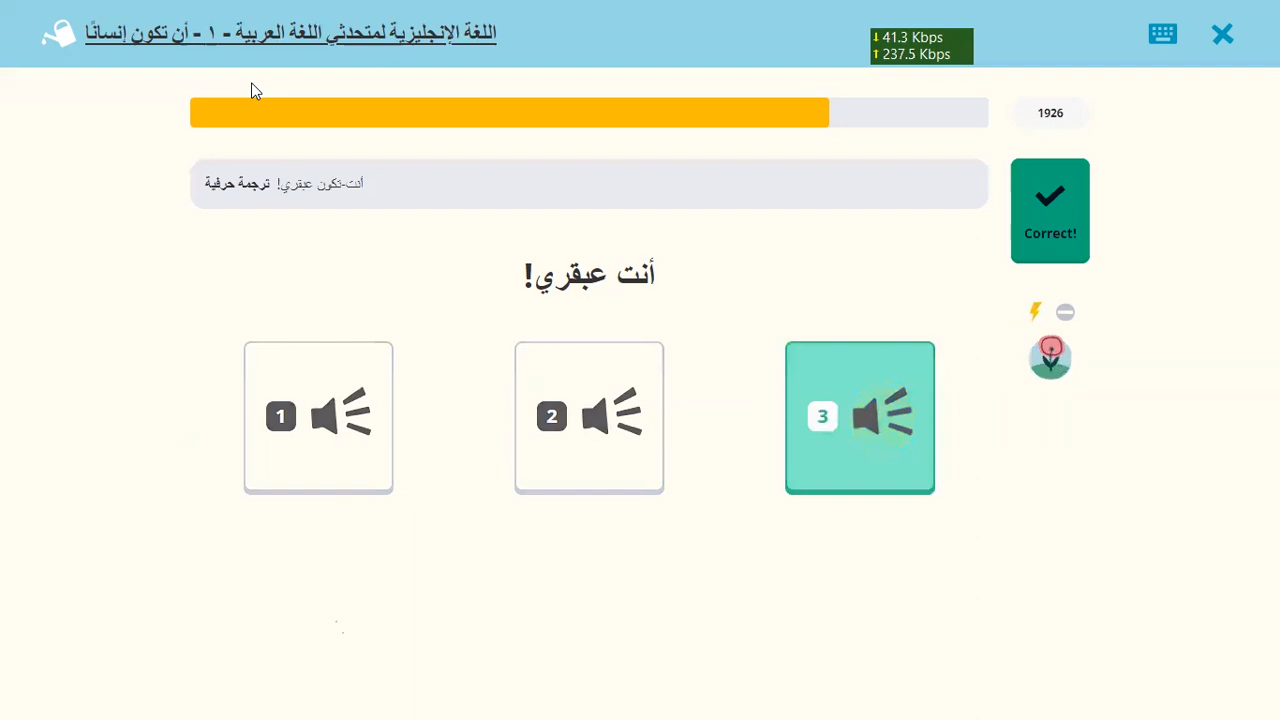 اللغة الإنجليزية لمتحدثي اللغة العربية - ١ - أن تكون إنسانًا
↓ 41.3 Kbps
↑ 237.5 Kbps
1926
أنت-تكون عبقري! ترجمة حرفية
Correct!
أنت عبقري!
1
2
3